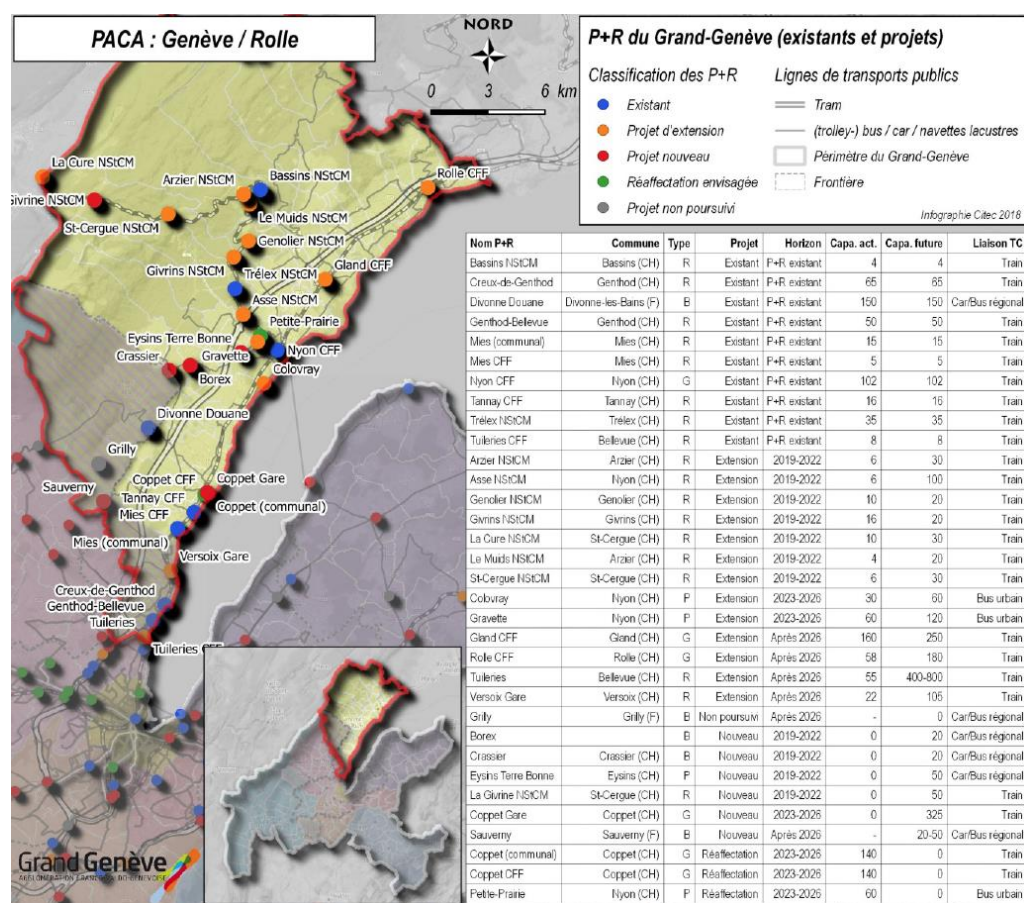 PACA : Genève / Rolle
NORD
0 3 6 km
P+R du Grand-Genève (existants et projets)
Classification des P+R
Existant
Projet d'extension
Projet nouveau
Réaffectation envisagée
Projet non poursuivi
Lignes de transports publics
Tram
(trolley-) bus / car / navettes lacustres
Périmètre du Grand-Genève
Frontière
Infographie Citec 2018
La Cure NStCM
Givrine NStCM
St-Cergue NStCM
Arzier NStCM
Bassins NStCM
Le Muids NStCM
Rolle CFF
Genolier NStCM
Givrins NStCM
Trélex NStCM
Gland CFF
Asse NStCM
Petite-Prairie
Eysins Terre Bonne
Crassier
Gravette
Nyon CFF
Borex
Colovray
Divonne Douane
Grilly
Sauverny
Coppet CFF
Coppet Gare
Tannay CFF
Mies CFF
Coppet (communal)
Mies (communal)
Versoix Gare
Creux-de-Genthod
Genthod-Bellevue
Tuileries
Tuileries CFF
Grand Genève
Nom P+R Commune Type Projet Horizon Capa. act. Capa. future Liaison TC
Bassins NStCM Bassins (CH) R Existant P+R existant 4 4 Train
Creux-de-Genthod Genthod (CH) R Existant P+R existant 65 65 Train
Divonne Douane Divonne-les-Bains (F) B Existant P+R existant 150 150 Car/Bus régional
Genthod-Bellevue Genthod (CH) R Existant P+R existant 50 50 Train
Mies (communal) Mies (CH) R Existant P+R existant 15 15 Train
Mies CFF Mies (CH) R Existant P+R existant 5 5 Train
Nyon CFF Nyon (CH) G Existant P+R existant 102 102 Train
Tannay CFF Tannay (CH) R Existant P+R existant 16 16 Train
Trélex NStCM Trélex (CH) R Existant P+R existant 35 35 Train
Tuileries CFF Bellevue (CH) R Existant P+R existant 8 8 Train
Arzier NStCM Arzier (CH) R Extension 2019-2022 6 30 Train
Asse NStCM Nyon (CH) R Extension 2019-2022 6 100 Train
Genolier NStCM Genolier (CH) R Extension 2019-2022 10 20 Train
Givrins NStCM Givrins (CH) R Extension 2019-2022 16 20 Train
La Cure NStCM St-Cergue (CH) R Extension 2019-2022 10 30 Train
Le Muids NStCM Arzier (CH) R Extension 2019-2022 4 20 Train
St-Cergue NStCM St-Cergue (CH) R Extension 2019-2022 6 30 Train
Colovray Nyon (CH) P Extension 2023-2026 30 60 Bus urbain
Gravette Nyon (CH) P Extension 2023-2026 60 120 Bus urbain
Gland CFF Gland (CH) G Extension Après 2026 160 250 Train
Rolle CFF Rolle (CH) G Extension Après 2026 58 180 Train
Tuileries Bellevue (CH) R Extension Après 2026 55 400-800 Train
Versoix Gare Versoix (CH) R Extension Après 2026 22 105 Train
Grilly Grilly (F) B Non poursuivi Après 2026 - 0 Car/Bus régional
Borex B Nouveau 2019-2022 0 20 Car/Bus régional
Crassier Crassier (CH) B Nouveau 2019-2022 0 20 Car/Bus régional
Eysins Terre Bonne Eysins (CH) P Nouveau 2019-2022 0 50 Car/Bus régional
La Givrine NStCM St-Cergue (CH) R Nouveau 2019-2022 0 50 Train
Coppet Gare Coppet (CH) G Nouveau 2023-2026 0 325 Train
Sauverny Sauverny (F) B Nouveau Après 2026 - 20-50 Car/Bus régional
Coppet (communal) Coppet (CH) G Réaffectation 2023-2026 140 0 Train
Coppet CFF Coppet (CH) G Réaffectation 2023-2026 140 0 Train
Petite-Prairie Nyon (CH) P Réaffectation 2023-2026 60 0 Bus urbain